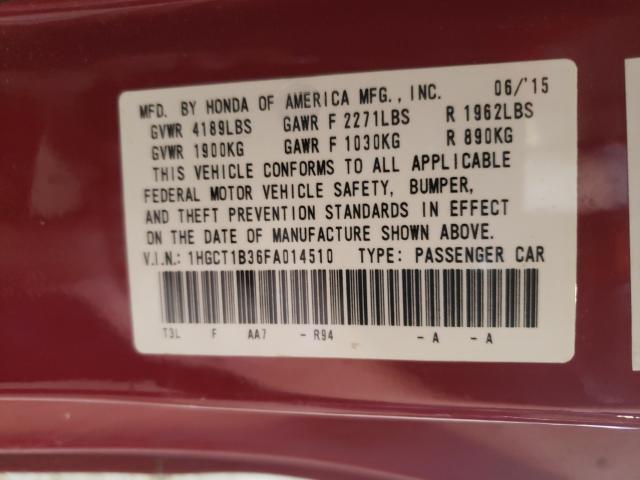 MFD. BY HONDA OF AMERICA MFG., INC. 06/'15
GVWR 4189LBS GAWR F 2271LBS R 1962LBS
GVWR 1900KG GAWR F 1030KG R 890KG
THIS VEHICLE CONFORMS TO ALL APPLICABLE
FEDERAL MOTOR VEHICLE SAFETY, BUMPER,
AND THEFT PREVENTION STANDARDS IN EFFECT
ON THE DATE OF MANUFACTURE SHOWN ABOVE.
V.I.N.: 1HGCT1B36FA014510 TYPE: PASSENGER CAR
T3L F AA7 - R94 - A - A